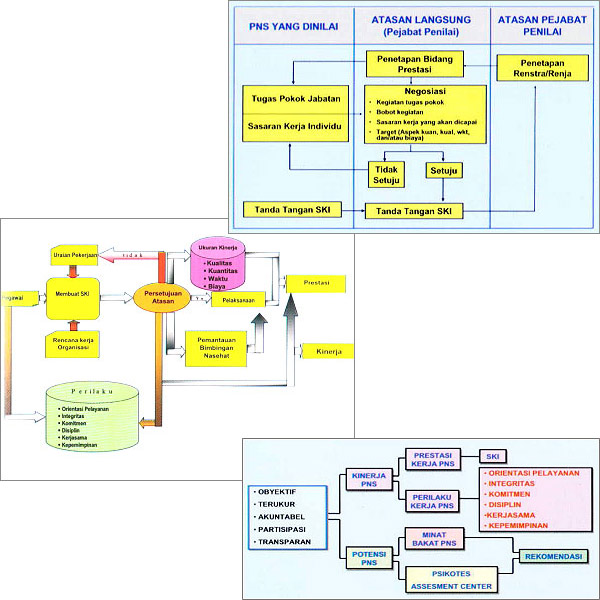 PNS YANG DINILAI
ATASAN LANGSUNG
(Pejabat Penilai)
ATASAN PEJABAT
PENILAI
Penetapan Bidang
Prestasi
Penetapan
Renstra/Renja
Tugas Pokok Jabatan
Sasaran Kerja Individu
Negosiasi
• Kegiatan tugas pokok
• Bobot kegiatan
• Sasaran kerja yang akan dicapai
• Target (Aspek kuan, kual, wkt,
dan/atau biaya)
Tidak
Setuju
Setuju
Tanda Tangan SKI
Tanda Tangan SKI
Uraian Pekerjaan
tidak
Ukuran Kinerja
- Kualitas
• Kuantitas
• Waktu
• Biaya
Prestasi
Membuat SKI
Persetujuan
Atasan
Pelaksanaan
Rencana kerja
Organisasi
Pemantauan
Bimbingan
Nasehat
Kinerja
Perilaku
• Orientasi Pelayanan
• Integritas
• Komitmen
• Disiplin
• Kerjasama
• Kepemimpinan
• OBYEKTIF
• TERUKUR
• AKUNTABEL
• PARTISIPASI
• TRANSPARAN
KINERJA
PNS
PRESTASI
KERJA PNS
SKI
PERILAKU
KERJA PNS
• ORIENTASI PELAYANAN
• INTEGRITAS
• KOMITMEN
• DISIPLIN
•KERJASAMA
• KEPEMIMPINAN
POTENSI
PNS
MINAT
BAKAT PNS
REKOMENDASI
PSIKOTES
ASSESMENT CENTER